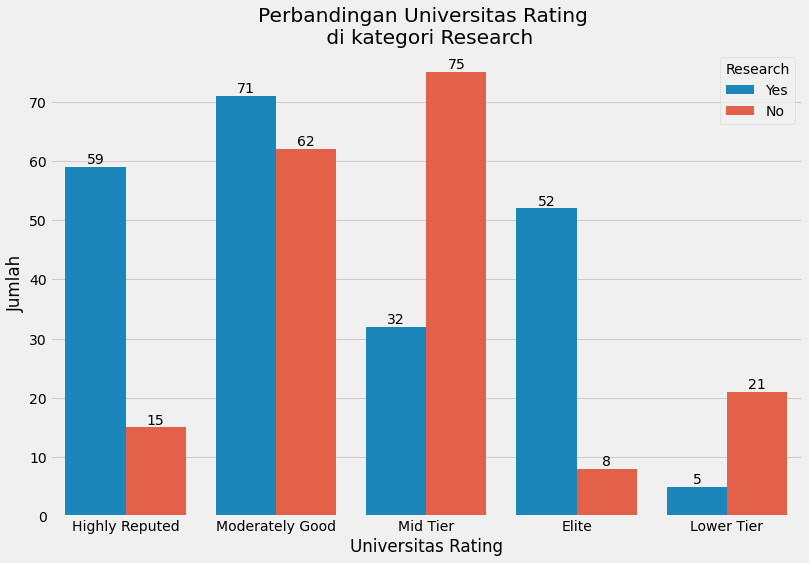 Perbandingan Universitas Rating
di kategori Research
Research
Yes
No
Jumlah
70
60
50
40
30
20
10
0
59
15
71
62
32
75
52
8
5
21
Highly Reputed
Moderately Good
Mid Tier
Elite
Lower Tier
Universitas Rating